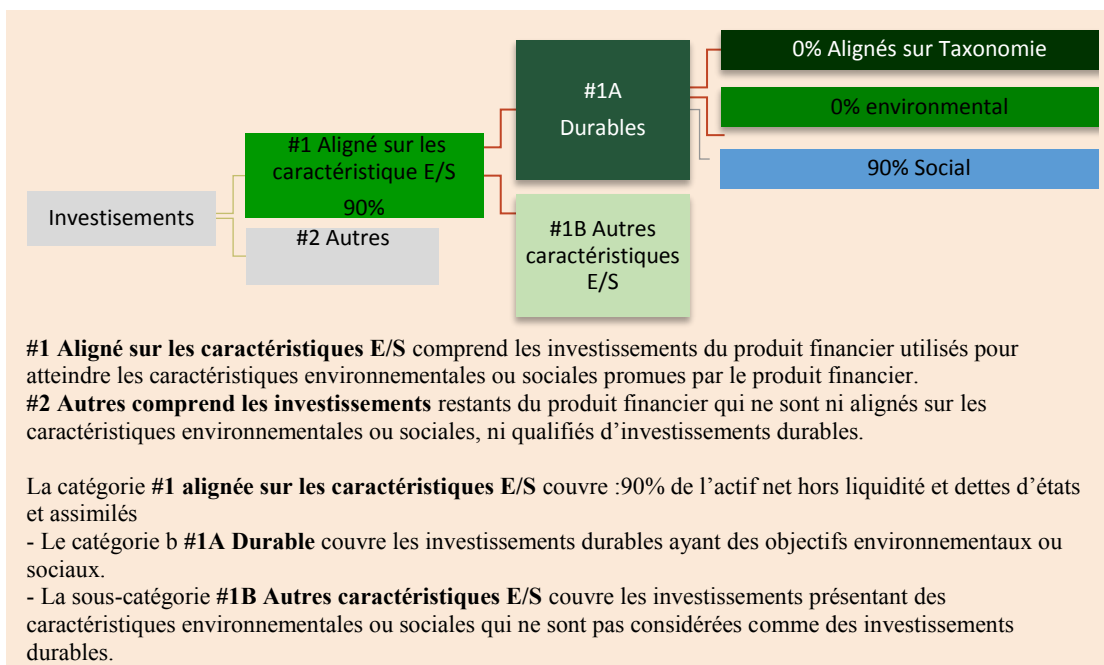 Investisements
#1 Aligné sur les
caractéristique E/S
90%
#2 Autres
#1A
Durables
#1B Autres
caractéristiques
E/S
0% Alignés sur Taxonomie
0% environmental
90% Social
#1 Aligné sur les caractéristiques E/S comprend les investissements du produit financier utilisés pour
atteindre les caractéristiques environnementales ou sociales promues par le produit financier.
#2 Autres comprend les investissements restants du produit financier qui ne sont ni alignés sur les
caractéristiques environnementales ou sociales, ni qualifiés d’investissements durables.
La catégorie #1 alignée sur les caractéristiques E/S couvre :90% de l’actif net hors liquidité et dettes d’états
et assimilés
- Le catégorie b #1A Durable couvre les investissements durables ayant des objectifs environnementaux ou
sociaux.
- La sous-catégorie #1B Autres caractéristiques E/S couvre les investissements présentant des
caractéristiques environnementales ou sociales qui ne sont pas considérées comme des investissements
durables.